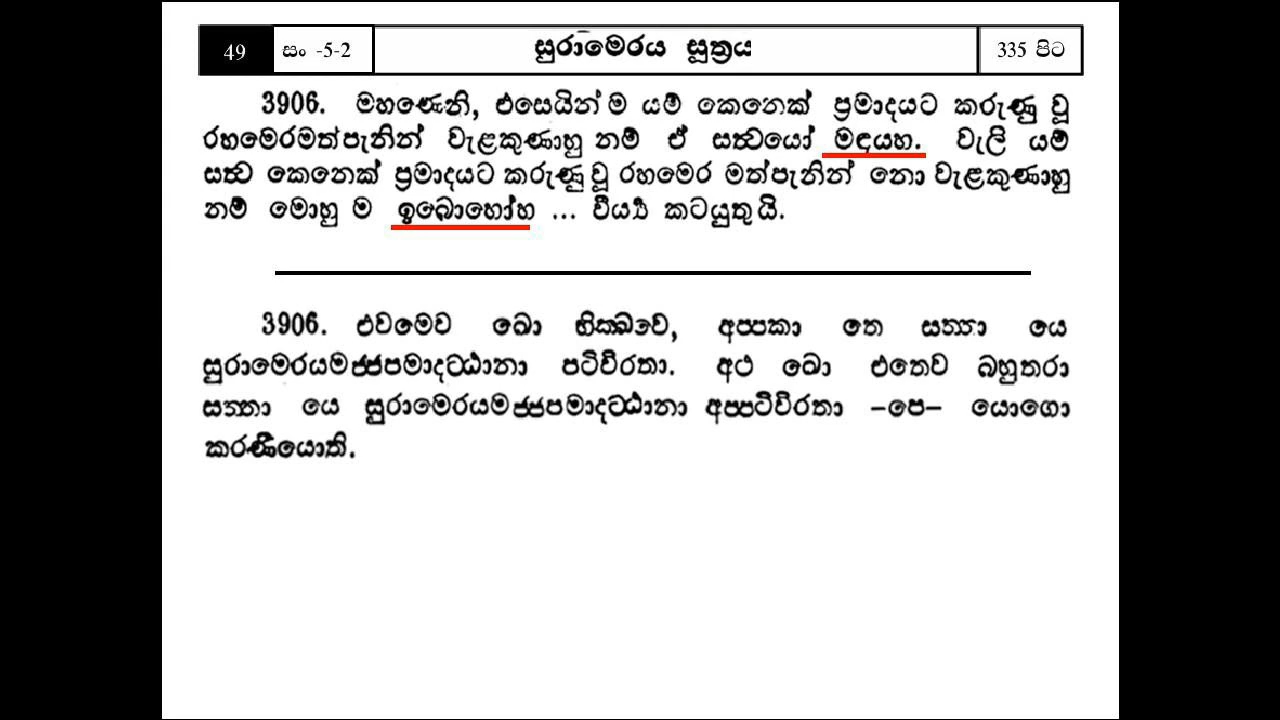 49 සං -5-2 සුරාමෙරය සූත්‍රය 335 පිට
3906. මහණෙනි, එසෙයින් ම යම් කෙනෙක් ප්‍රමාදයට කරුණු වූ
රහමෙරමත්පැනින් වැළකුණාහු නම් ඒ සත්‍වයෝ මඳයහ. වැලි යම්
සත්‍ව කෙනෙක් ප්‍රමාදයට කරුණු වූ රහමෙර මත්පැනින් නො වැළකුණාහු
නම් මොහු ම ඉබොහෝහ ... වීර්‍ය්‍ය කටයුතු යි.
3906. එවමෙව ඛො භික්ඛවෙ, අප්පකා තෙ සත්තා යෙ
සුරාමෙරයමජ්ජපමාදට්ඨානා පටිවිරතා. අථ ඛො එතෙව බහුතරා
සත්තා යෙ සුරාමෙරයමජ්ජපමාදට්ඨානා අප්පටිවිරතා –පෙ– යොගො
කරණීයොති.